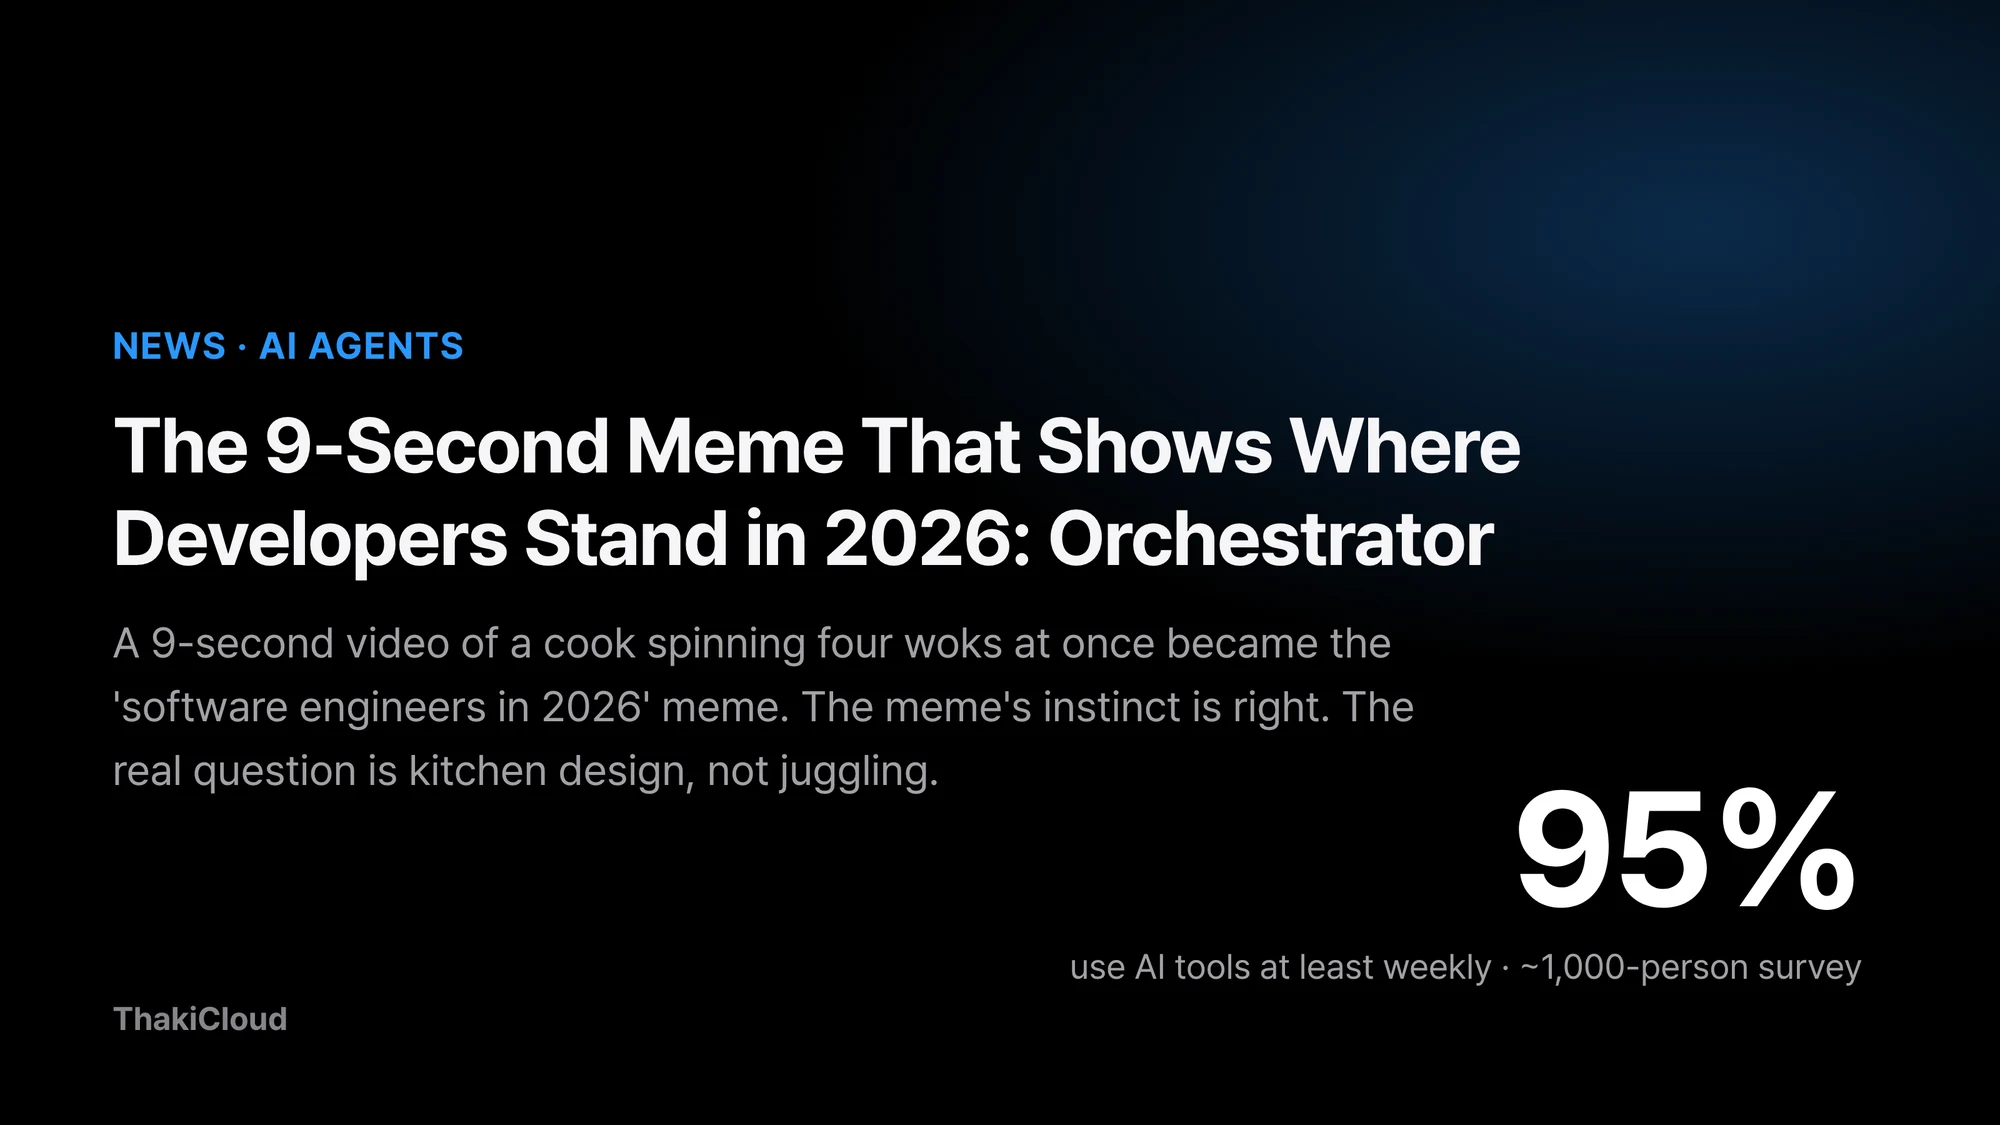 NEWS · AI AGENTS
The 9-Second Meme That Shows Where
Developers Stand in 2026: Orchestrator
A 9-second video of a cook spinning four woks at once became the
'software engineers in 2026' meme. The meme's instinct is right. The
real question is kitchen design, not juggling.
95%
use AI tools at least weekly · ~1,000-person survey
ThakiCloud